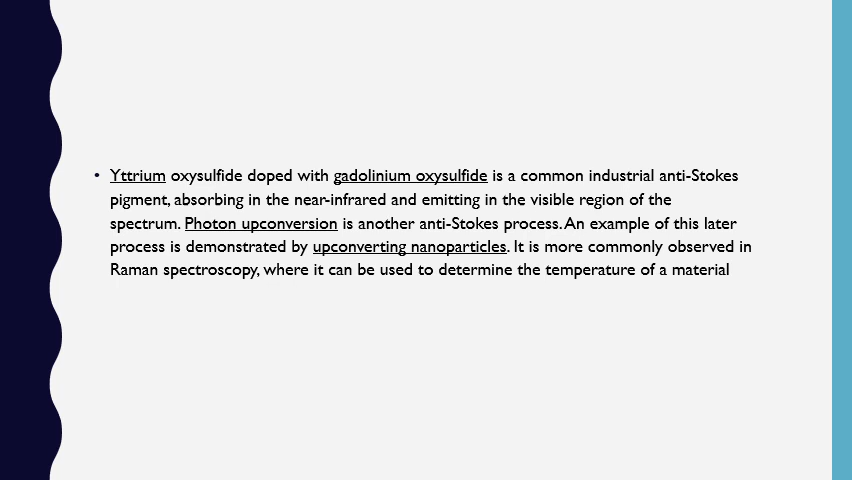 • Yttrium oxysulfide doped with gadolinium oxysulfide is a common industrial anti-Stokes
pigment, absorbing in the near-infrared and emitting in the visible region of the
spectrum. Photon upconversion is another anti-Stokes process. An example of this later
process is demonstrated by upconverting nanoparticles. It is more commonly observed in
Raman spectroscopy, where it can be used to determine the temperature of a material